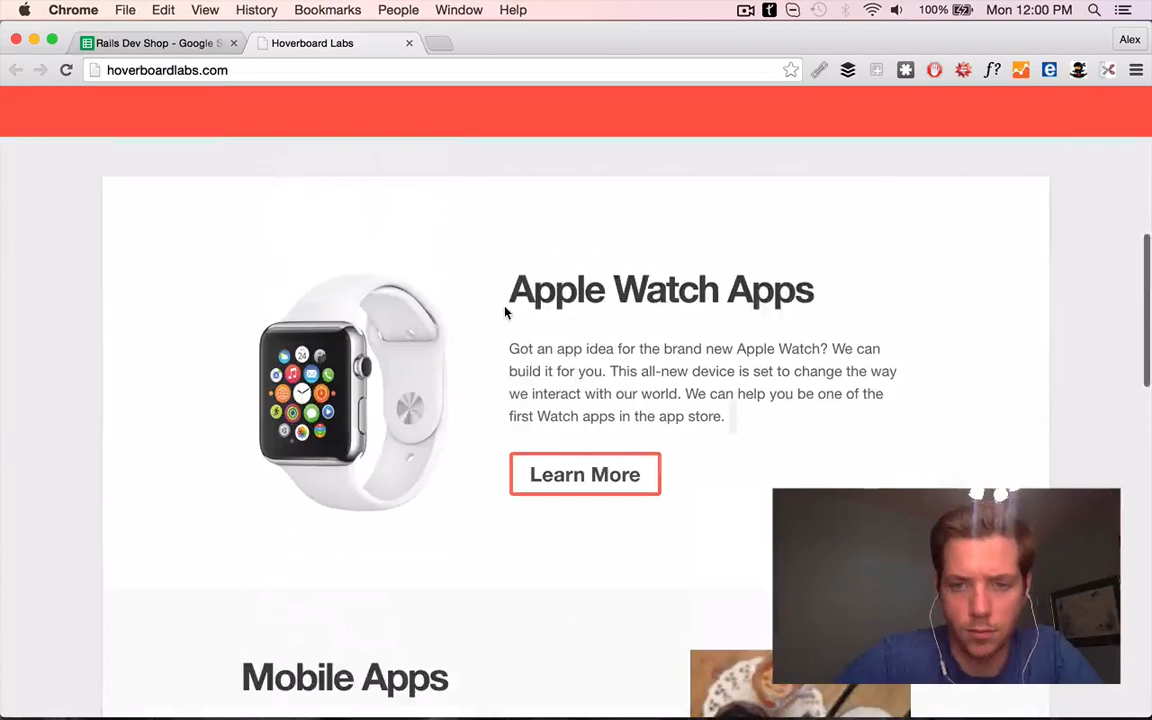 Chrome File Edit View History Bookmarks People Window Help 100% Mon 12:00 PM
Rails Dev Shop - Google S Hoverboard Labs Alex
hoverboardlabs.com f?
Apple Watch Apps
Got an app idea for the brand new Apple Watch? We can
build it for you. This all-new device is set to change the way
we interact with our world. We can help you be one of the
first Watch apps in the app store.
Learn More
Mobile Apps